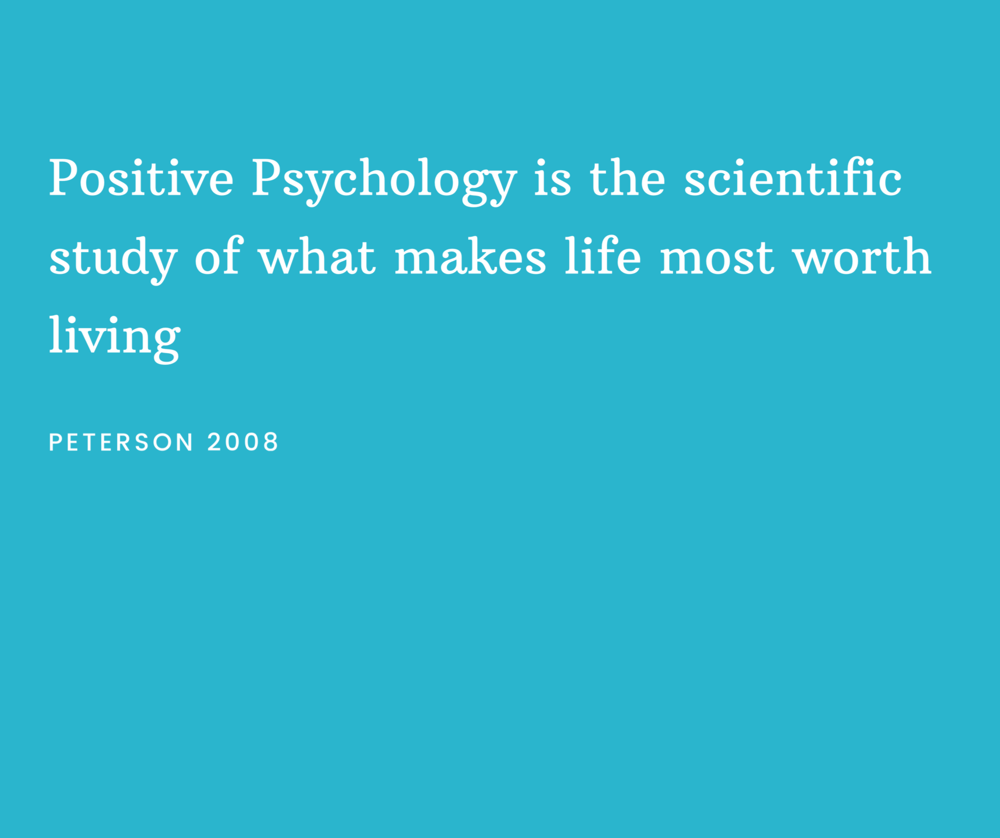 Positive Psychology is the scientific
study of what makes life most worth
living
PETERSON 2008